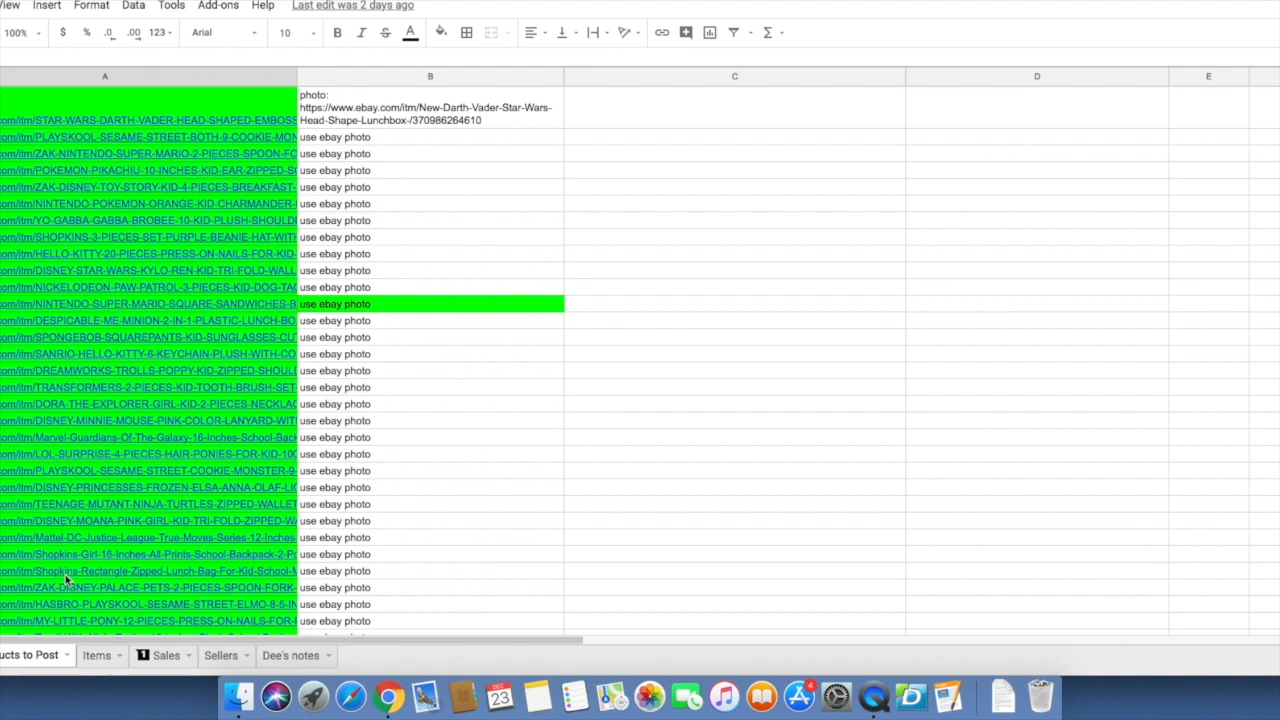 View Insert Format Data Tools Add-ons Help Last edit was 2 days ago
100% $ % .0 .00 123 Arial 10 B I S A
A B C D E
photo:
https://www.ebay.com/itm/New-Darth-Vader-Star-Wars-
com/itm/STAR-WARS-DARTH-VADER-HEAD-SHAPED-EMBOSS Head-Shape-Lunchbox-/370986264610
com/itm/PLAYSKOOL-SESAME-STREET-BOTH-9-COOKIE-MON use ebay photo
com/itm/ZAK-NINTENDO-SUPER-MARIO-2-PIECES-SPOON-FO use ebay photo
com/itm/POKEMON-PIKACHIU-10-INCHES-KID-EAR-ZIPPED-S use ebay photo
com/itm/ZAK-DISNEY-TOY-STORY-KID-4-PIECES-BREAKFAST- use ebay photo
com/itm/NINTENDO-POKEMON-ORANGE-KID-CHARMANDER- use ebay photo
com/itm/YO-GABBA-GABBA-BROBEE-10-KID-PLUSH-SHOULDE use ebay photo
com/itm/SHOPKINS-3-PIECES-SET-PURPLE-BEANIE-HAT-WITH use ebay photo
com/itm/HELLO-KITTY-20-PIECES-PRESS-ON-NAILS-FOR-KID- use ebay photo
com/itm/DISNEY-STAR-WARS-KYLO-REN-KID-TRI-FOLD-WALL use ebay photo
com/itm/NICKELODEON-PAW-PATROL-3-PIECES-KID-DOG-TAG use ebay photo
com/itm/NINTENDO-SUPER-MARIO-SQUARE-SANDWICHES-B use ebay photo
com/itm/DESPICABLE-ME-MINION-2-IN-1-PLASTIC-LUNCH-BO use ebay photo
com/itm/SPONGEBOB-SQUAREPANTS-KID-SUNGLASSES-CU use ebay photo
com/itm/SANRIO-HELLO-KITTY-6-KEYCHAIN-PLUSH-WITH-CO use ebay photo
com/itm/DREAMWORKS-TROLLS-POPPY-KID-ZIPPED-SHOUL use ebay photo
com/itm/TRANSFORMERS-2-PIECES-KID-TOOTH-BRUSH-SET- use ebay photo
com/itm/DORA-THE-EXPLORER-GIRL-KID-2-PIECES-NECKLAC use ebay photo
com/itm/DISNEY-MINNIE-MOUSE-PINK-COLOR-LANYARD-WIT use ebay photo
com/itm/Marvel-Guardians-Of-The-Galaxy-16-Inches-School-Back use ebay photo
com/itm/LOL-SURPRISE-4-PIECES-HAIR-PONIES-FOR-KID-100 use ebay photo
com/itm/PLAYSKOOL-SESAME-STREET-COOKIE-MONSTER-9- use ebay photo
com/itm/DISNEY-PRINCESSES-FROZEN-ELSA-ANNA-OLAF-LI use ebay photo
com/itm/TEENAGE-MUTANT-NINJA-TURTLES-ZIPPED-WALLET use ebay photo
com/itm/DISNEY-MOANA-PINK-GIRL-KID-TRI-FOLD-ZIPPED-W use ebay photo
com/itm/Mattel-DC-Justice-League-True-Moves-Series-12-Inches- use ebay photo
com/itm/Shopkins-Girl-16-Inches-All-Prints-School-Backpack-2-P use ebay photo
com/itm/Shopkins-Rectangle-Zipped-Lunch-Bag-For-Kid-School-M use ebay photo
com/itm/ZAK-DISNEY-PALACE-PETS-2-PIECES-SPOON-FORK- use ebay photo
com/itm/HASBRO-PLAYSKOOL-SESAME-STREET-ELMO-8-5-IN use ebay photo
com/itm/MY-LITTLE-PONY-12-PIECES-PRESS-ON-NAILS-FOR- use ebay photo
ucts to Post Items 1 Sales Sellers Dee's notes
DEC 23 4